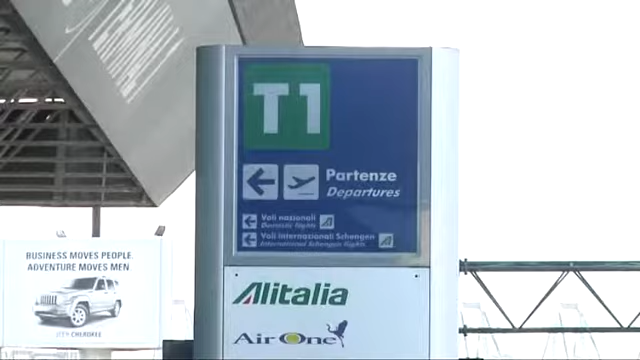 T1
Partenze
Departures
Voli nazionali
Domestic flights
Voli internazionali Schengen
International Schengen flights
Alitalia
Air One
BUSINESS MOVES PEOPLE.
ADVENTURE MOVES MEN
JEEP CHEROKEE